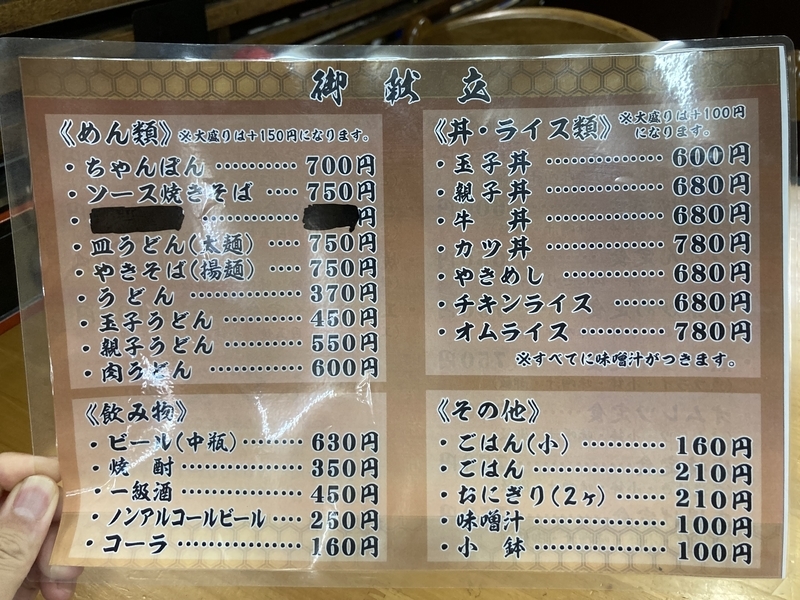 御献立
《めん類》※大盛りは+150円になります。
・ちゃんぽん ………… 700円
・ソース焼きそば …… 750円
・ ………… 円
・皿うどん(太麺) …… 750円
・やきそば(揚麺) …… 750円
・うどん ………… 370円
・玉子うどん ………… 450円
・親子うどん ………… 550円
・肉うどん ………… 600円
《飲み物》
・ビール(中瓶) ………… 630円
・焼酎 ………… 350円
・一級酒 ………… 450円
・ノンアルコールビール …… 250円
・コーラ ………… 160円
《丼・ライス類》※大盛りは+100円になります。
・玉子丼 ………… 600円
・親子丼 ………… 680円
・牛丼 ………… 680円
・カツ丼 ………… 780円
・やきめし ………… 680円
・チキンライス …… 680円
・オムライス ………… 780円
※すべてに味噌汁がつきます。
《その他》
・ごはん(小) ………… 160円
・ごはん ………… 210円
・おにぎり(2ヶ) …… 210円
・味噌汁 ………… 100円
・小鉢 ………… 100円